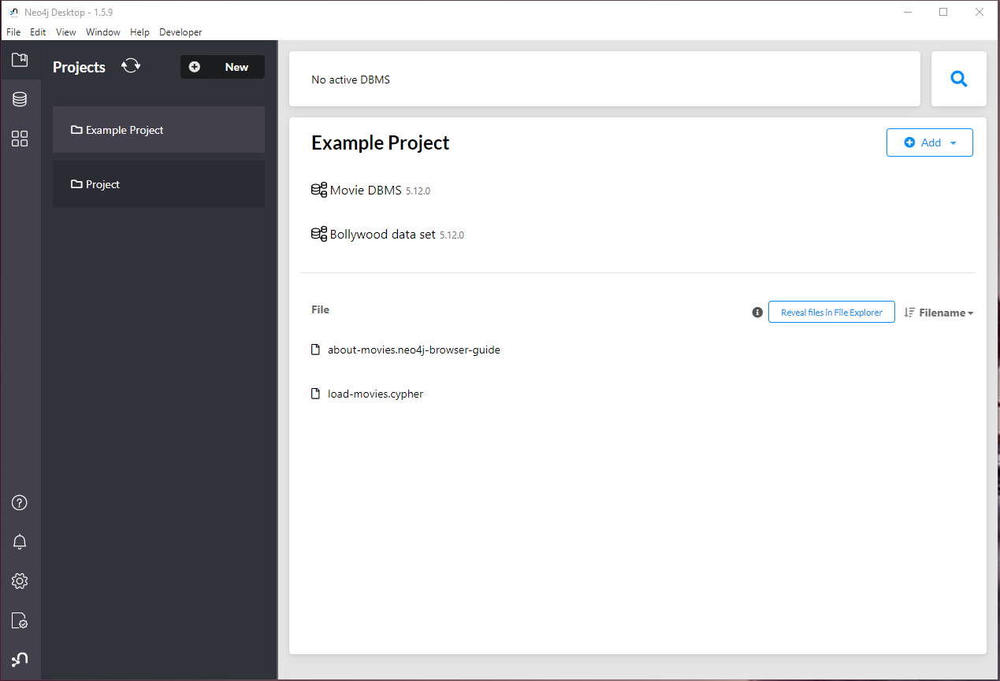 Neo4j Desktop - 1.5.9
File Edit View Window Help Developer
Projects
New
Example Project
Project
No active DBMS
Example Project
Add
Movie DBMS 5.12.0
Bollywood data set 5.12.0
File
Reveal files in File Explorer
Filename
about-movies.neo4j-browser-guide
load-movies.cypher